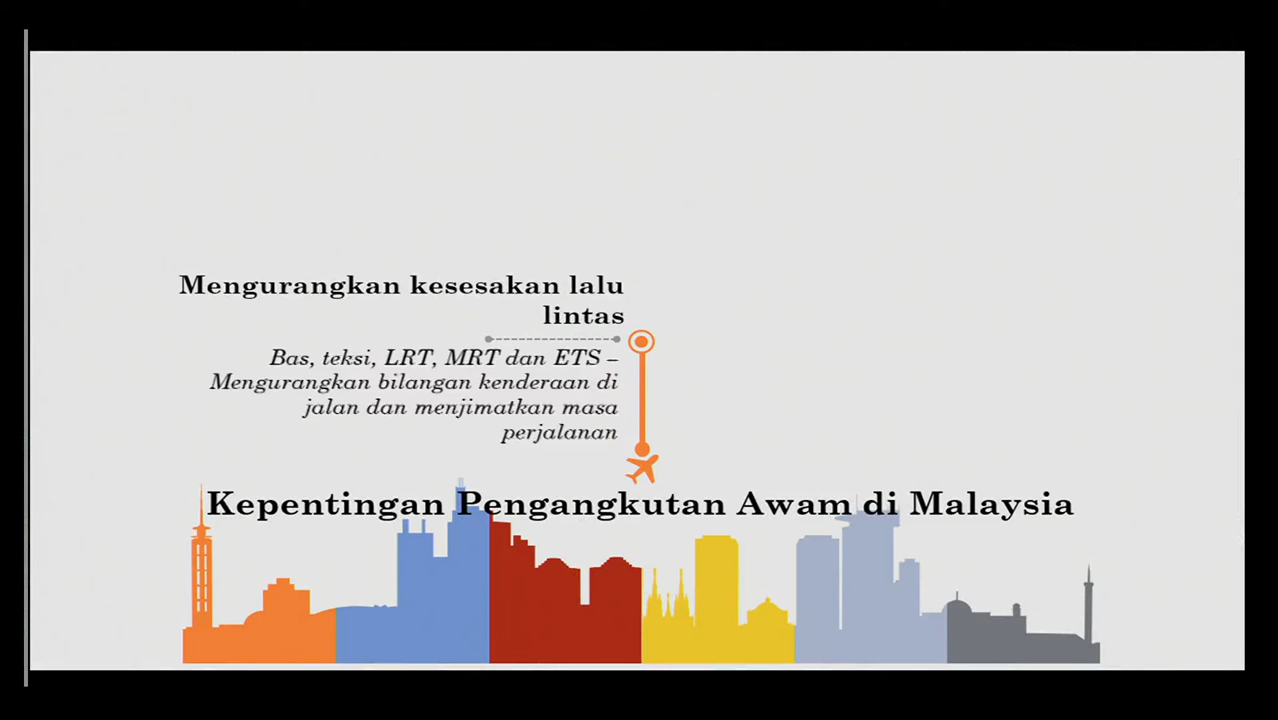 Mengurangkan kesesakan lalu
lintas
Bas, teksi, LRT, MRT dan ETS –
Mengurangkan bilangan kenderaan di
jalan dan menjimatkan masa
perjalanan
Kepentingan Pengangkutan Awam di Malaysia